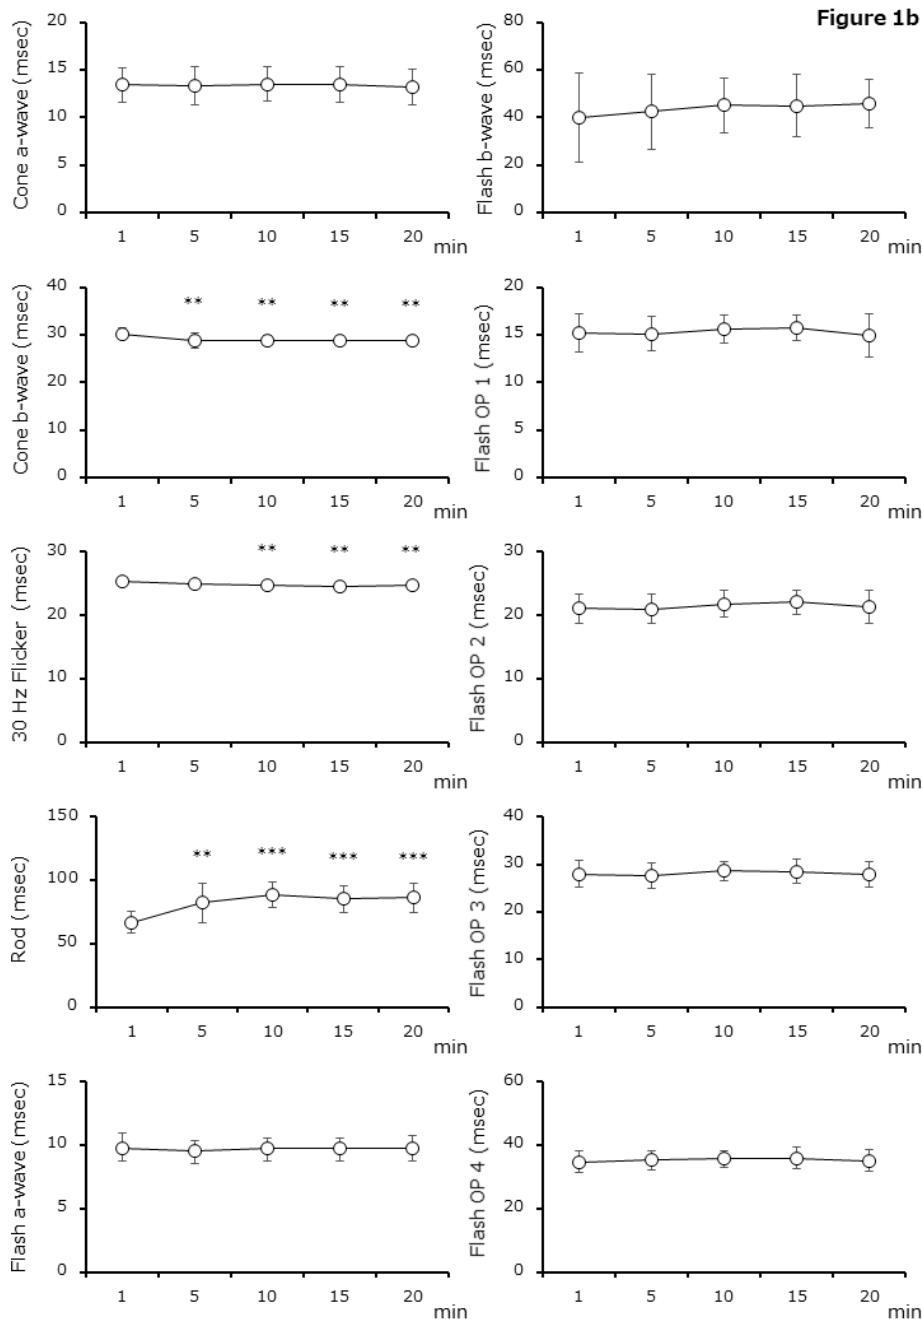 Figure 1b
Cone a-wave (msec)
20
15
10
5
0
1 5 10 15 20
min
Flash b-wave (msec)
80
60
40
20
0
1 5 10 15 20
min
Cone b-wave (msec)
40
30
20
10
0
** ** ** **
1 5 10 15 20
min
Flash OP 1 (msec)
20
15
10
5
0
1 5 10 15 20
min
30 Hz Flicker (msec)
30
20
10
0
** ** **
1 5 10 15 20
min
Flash OP 2 (msec)
30
20
10
0
1 5 10 15 20
min
Rod (msec)
150
100
50
0
** *** *** ***
1 5 10 15 20
min
Flash OP 3 (msec)
40
30
20
10
0
1 5 10 15 20
min
Flash a-wave (msec)
15
10
5
0
1 5 10 15 20
min
Flash OP 4 (msec)
60
40
20
0
1 5 10 15 20
min